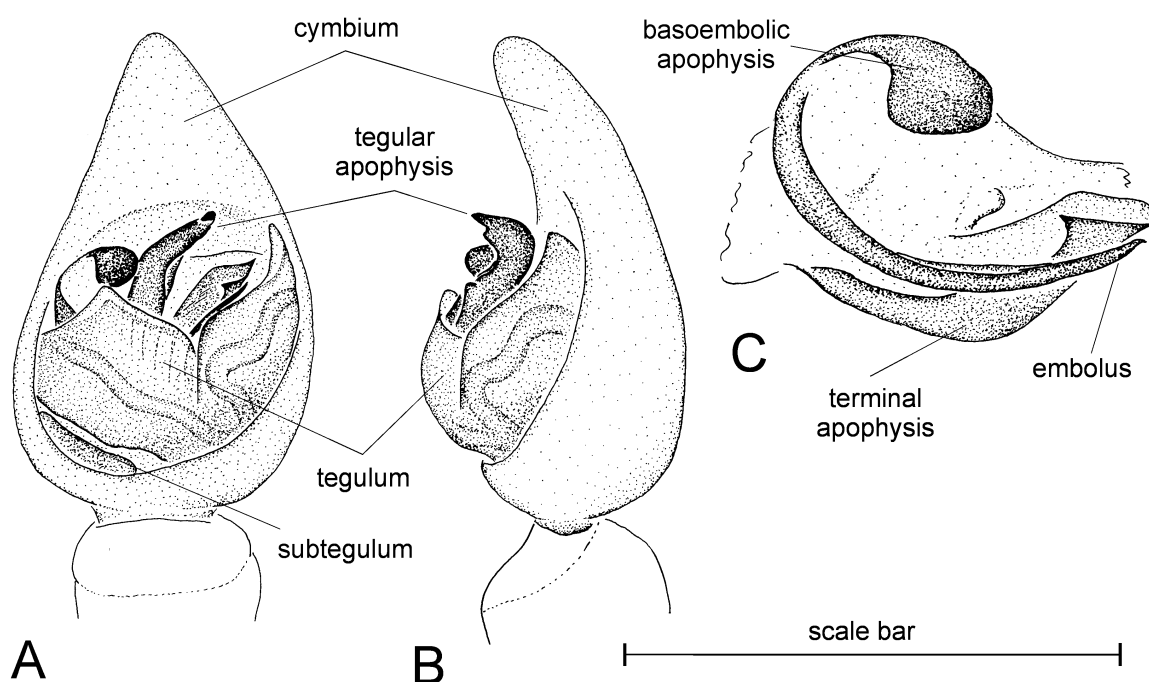 cymbium
tegular
apophysis
tegulum
subtegulum
basoembolic
apophysis
embolus
terminal
apophysis
A
B
C
scale bar